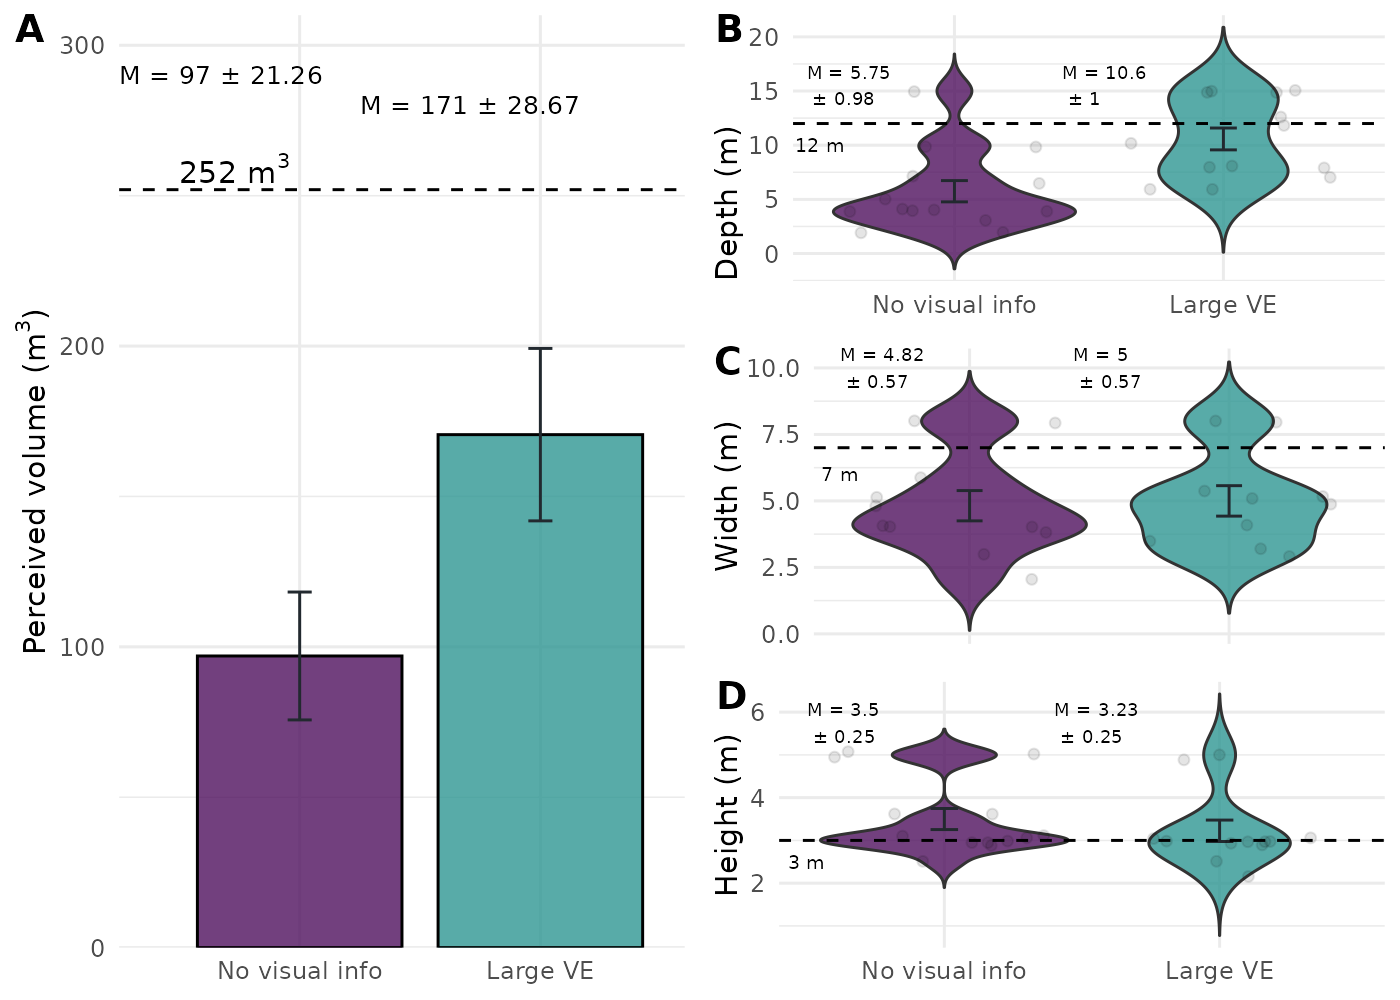 A
300
200
100
0
Perceived volume (m³)
M = 97 ± 21.26
M = 171 ± 28.67
252 m³
No visual info
Large VE
B
20
15
10
5
0
Depth (m)
M = 5.75
± 0.98
M = 10.6
± 1
12 m
No visual info
Large VE
C
10.0
7.5
5.0
2.5
0.0
Width (m)
M = 4.82
± 0.57
M = 5
± 0.57
7 m
D
6
4
2
Height (m)
M = 3.5
± 0.25
M = 3.23
± 0.25
3 m
No visual info
Large VE